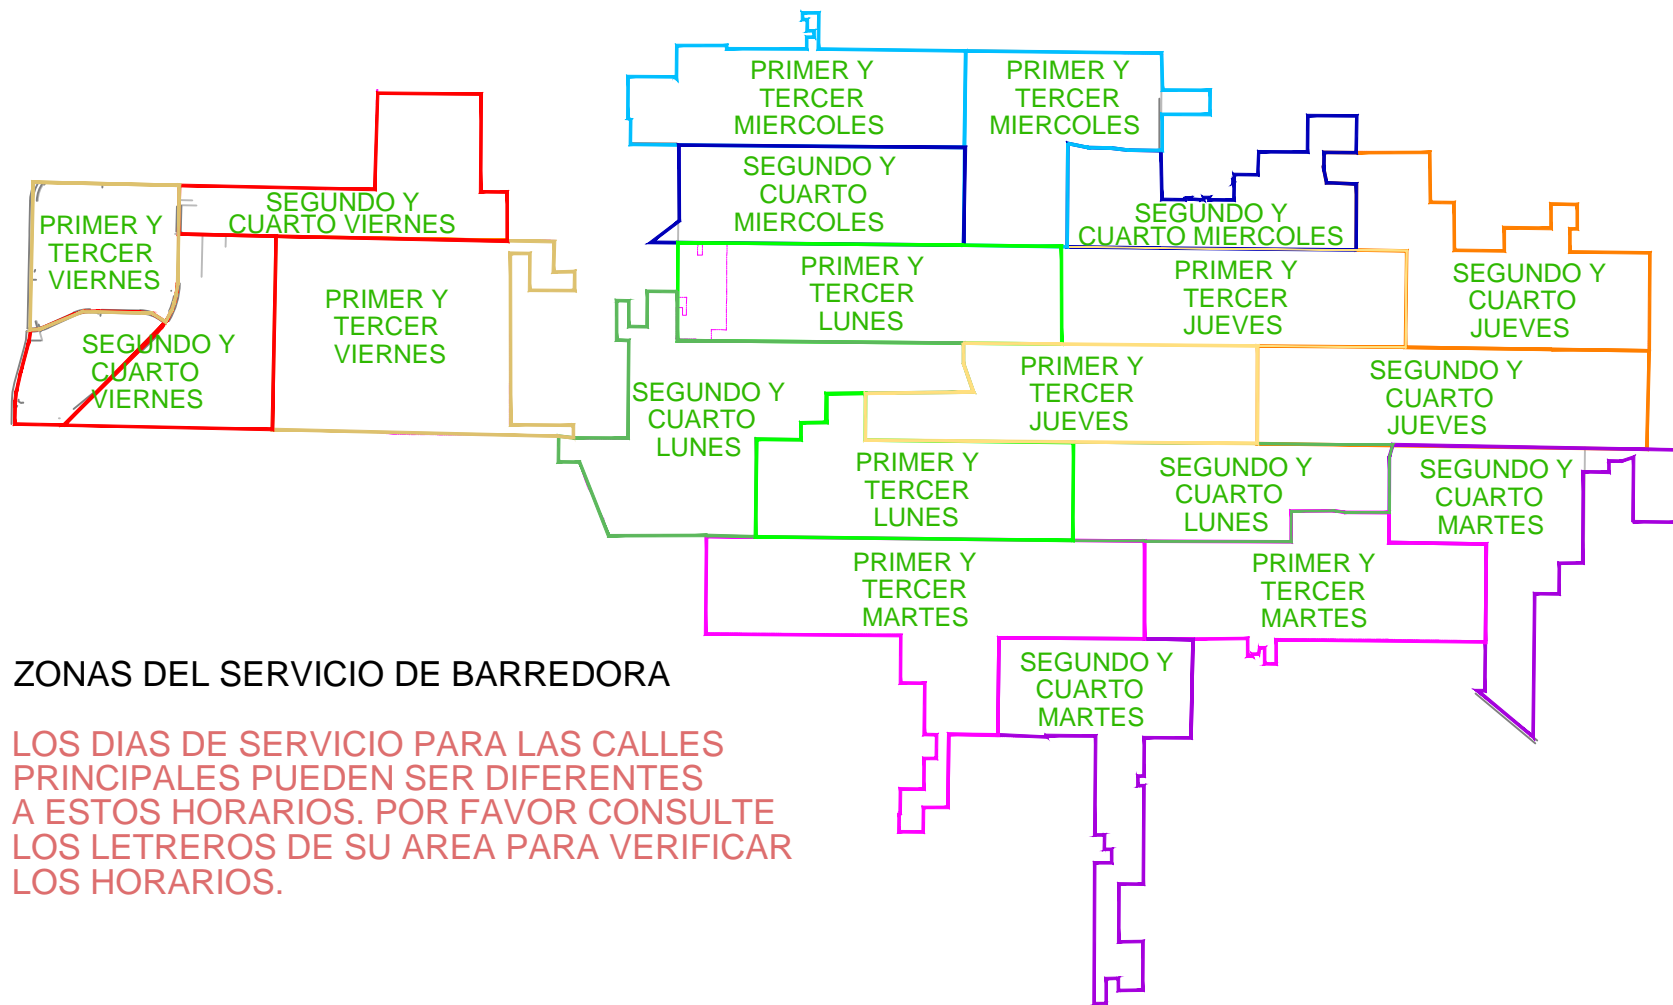 PRIMER Y
TERCER
MIERCOLES
PRIMER Y
TERCER
MIERCOLES
SEGUNDO Y
CUARTO
MIERCOLES
SEGUNDO Y
CUARTO MIERCOLES
SEGUNDO Y
CUARTO VIERNES
PRIMER Y
TERCER
VIERNES
PRIMER Y
TERCER
VIERNES
SEGUNDO Y
CUARTO
VIERNES
PRIMER Y
TERCER
LUNES
PRIMER Y
TERCER
JUEVES
SEGUNDO Y
CUARTO
JUEVES
SEGUNDO Y
CUARTO
LUNES
PRIMER Y
TERCER
JUEVES
SEGUNDO Y
CUARTO
JUEVES
PRIMER Y
TERCER
LUNES
SEGUNDO Y
CUARTO
LUNES
SEGUNDO Y
CUARTO
MARTES
PRIMER Y
TERCER
MARTES
PRIMER Y
TERCER
MARTES
SEGUNDO Y
CUARTO
MARTES
ZONAS DEL SERVICIO DE BARREDORA
LOS DIAS DE SERVICIO PARA LAS CALLES
PRINCIPALES PUEDEN SER DIFERENTES
A ESTOS HORARIOS. POR FAVOR CONSULTE
LOS LETREROS DE SU AREA PARA VERIFICAR
LOS HORARIOS.